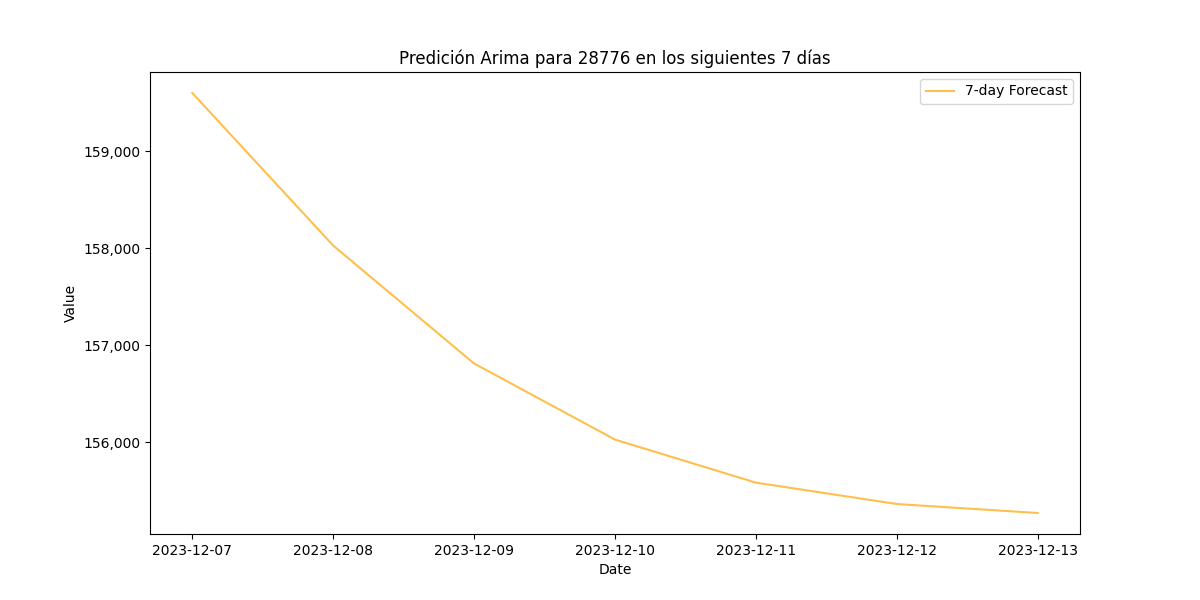 Predición Arima para 28776 en los siguientes 7 días
7-day Forecast
159,000
158,000
157,000
156,000
Value
2023-12-07 2023-12-08 2023-12-09 2023-12-10 2023-12-11 2023-12-12 2023-12-13
Date